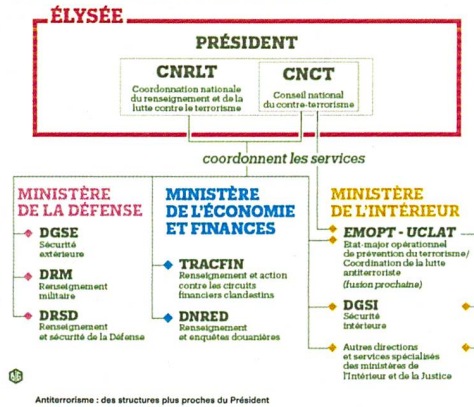 ÉLYSÉE
PRÉSIDENT
CNRLT
Coordonnation nationale
du renseignement et de la
lutte contre le terrorisme
CNCT
Conseil national
du contre-terrorisme
coordonnent les services
MINISTÈRE
DE LA DÉFENSE
DGSE
Sécurité
extérieure
DRM
Renseignement
militaire
DRSD
Renseignement
et sécurité de la Défense
MINISTÈRE
DE L'ÉCONOMIE
ET FINANCES
TRACFIN
Renseignement et action
contre les circuits
financiers clandestins
DNRED
Renseignement
et enquêtes douanières
MINISTÈRE
DE L'INTÉRIEUR
EMOPT - UCLAT
Etat-major opérationnel
de prévention du terrorisme/
Coordination de la lutte
antiterroriste
(fusion prochaine)
DGSI
Sécurité
intérieure
Autres directions
et services spécialisés
des ministères de
l'Intérieur et de la Justice
Antiterrorisme : des structures plus proches du Président